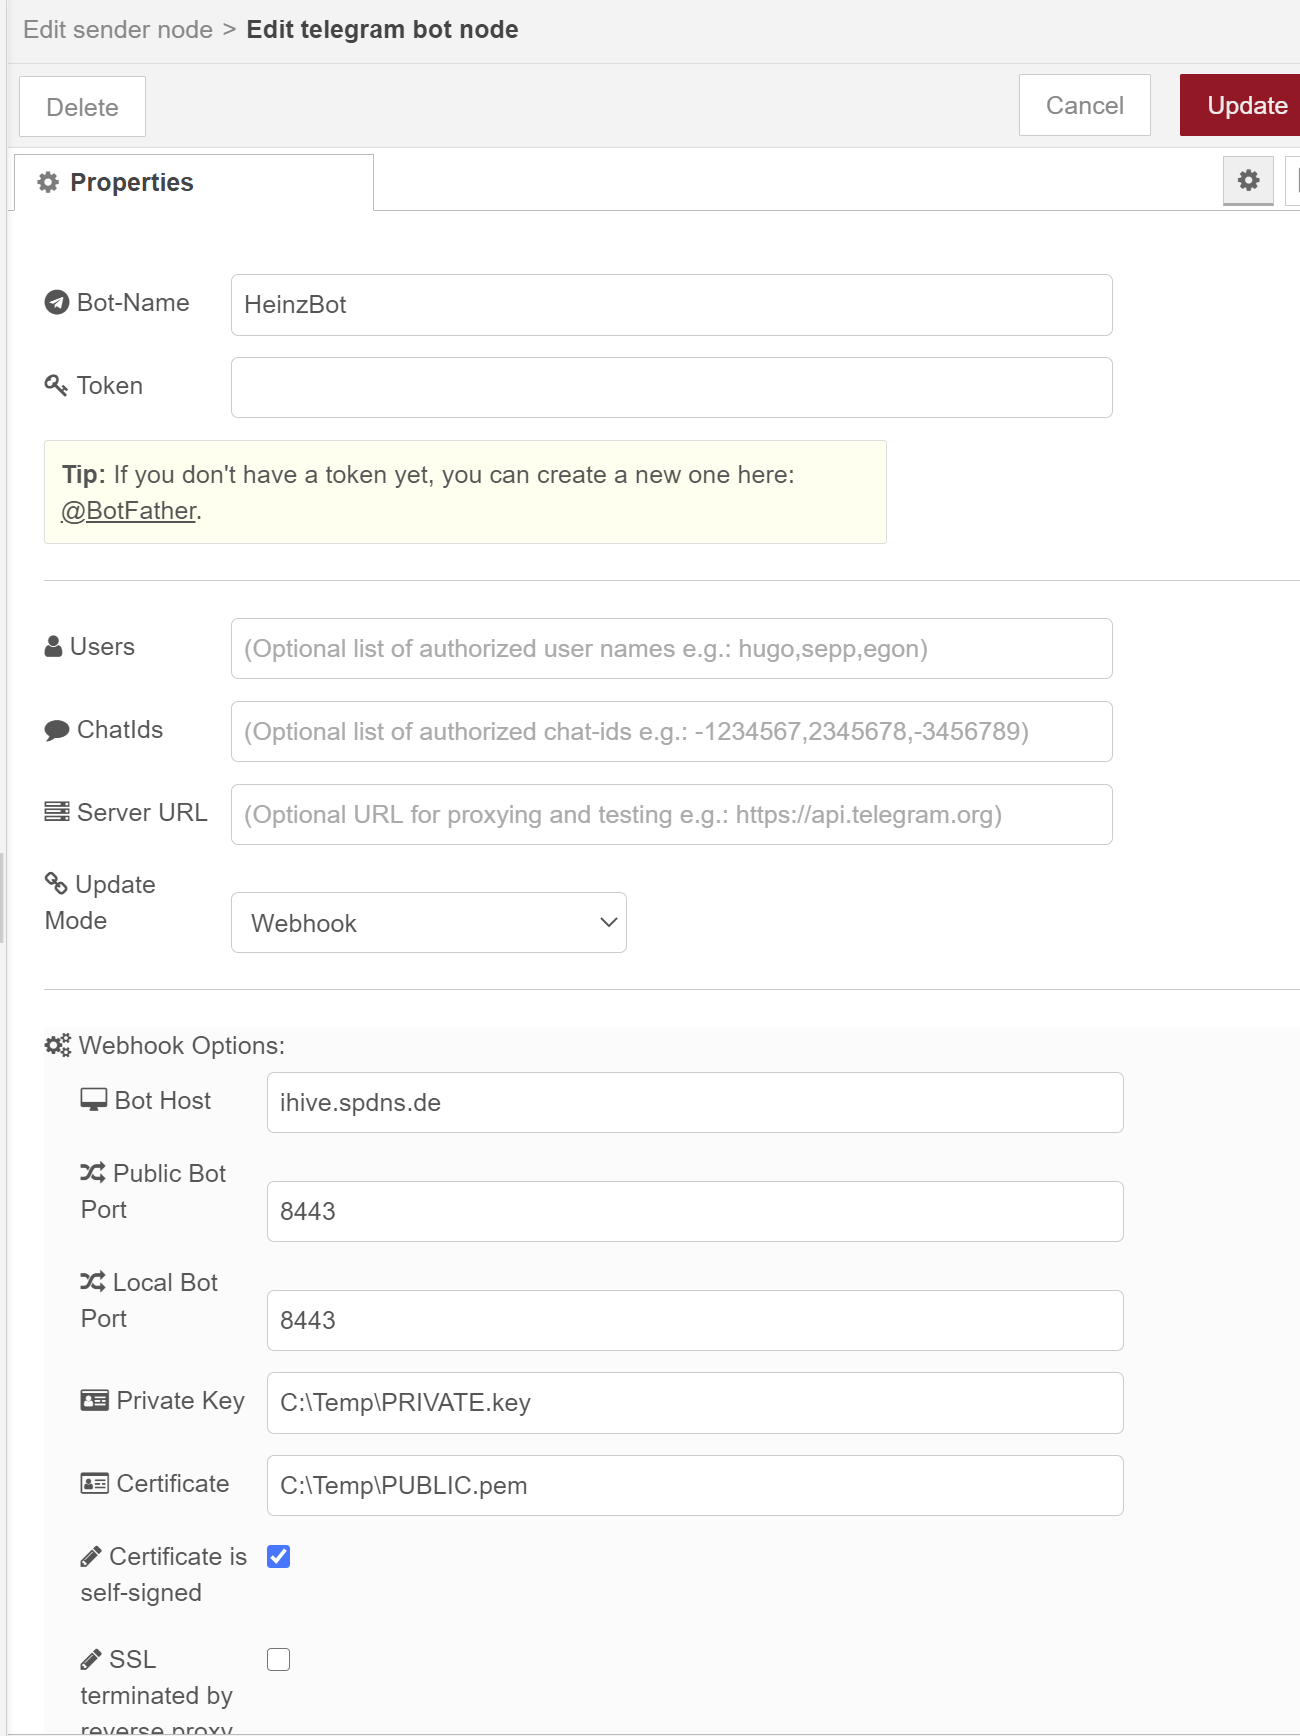 Edit sender node > Edit telegram bot node
Delete
Cancel
Update
Properties
Bot-Name
HeinzBot
Token
Tip: If you don't have a token yet, you can create a new one here:
@BotFather.
Users
(Optional list of authorized user names e.g.: hugo,sepp,egon)
ChatIds
(Optional list of authorized chat-ids e.g.: -1234567,2345678,-3456789)
Server URL
(Optional URL for proxying and testing e.g.: https://api.telegram.org)
Update
Mode
Webhook
Webhook Options:
Bot Host
ihive.spdns.de
Public Bot
Port
8443
Local Bot
Port
8443
Private Key
C:\Temp\PRIVATE.key
Certificate
C:\Temp\PUBLIC.pem
Certificate is
self-signed
SSL
terminated by
reverse proxy